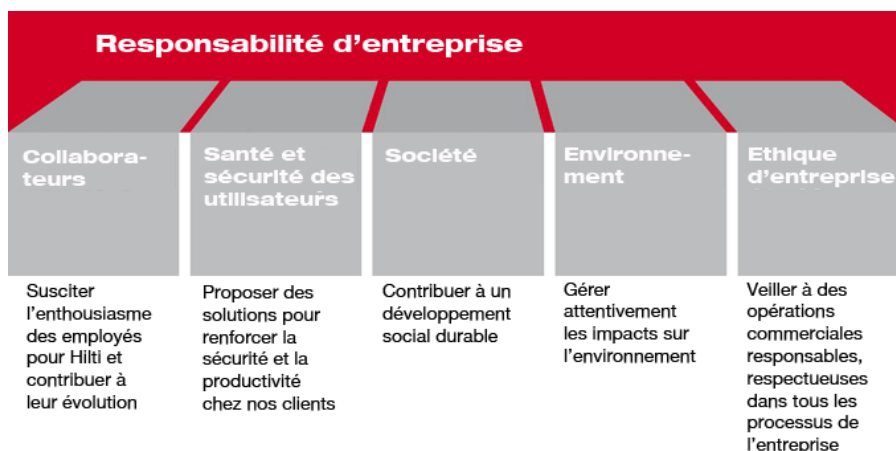 Responsabilité d'entreprise
Collabora-
teurs
Santé et
sécurité des
utilisateurs
Société
Environne-
ment
Ethique
d'entreprise
Susciter
l'enthousiasme
des employés
pour Hilti et
contribuer à
leur évolution
Proposer des
solutions pour
renforcer la
sécurité et la
productivité
chez nos clients
Contribuer à un
développement
social durable
Gérer
attentivement
les impacts sur
l'environnement
Veiller à des
opérations
commerciales
responsables,
respectueuses
dans tous les
processus de
l'entreprise